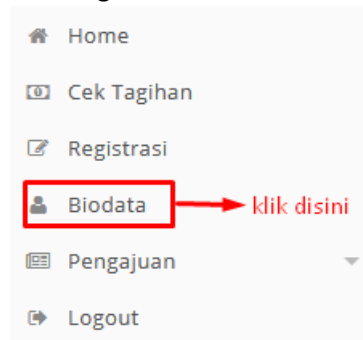 Home
Cek Tagihan
Registrasi
Biodata klik disini
Pengajuan
Logout